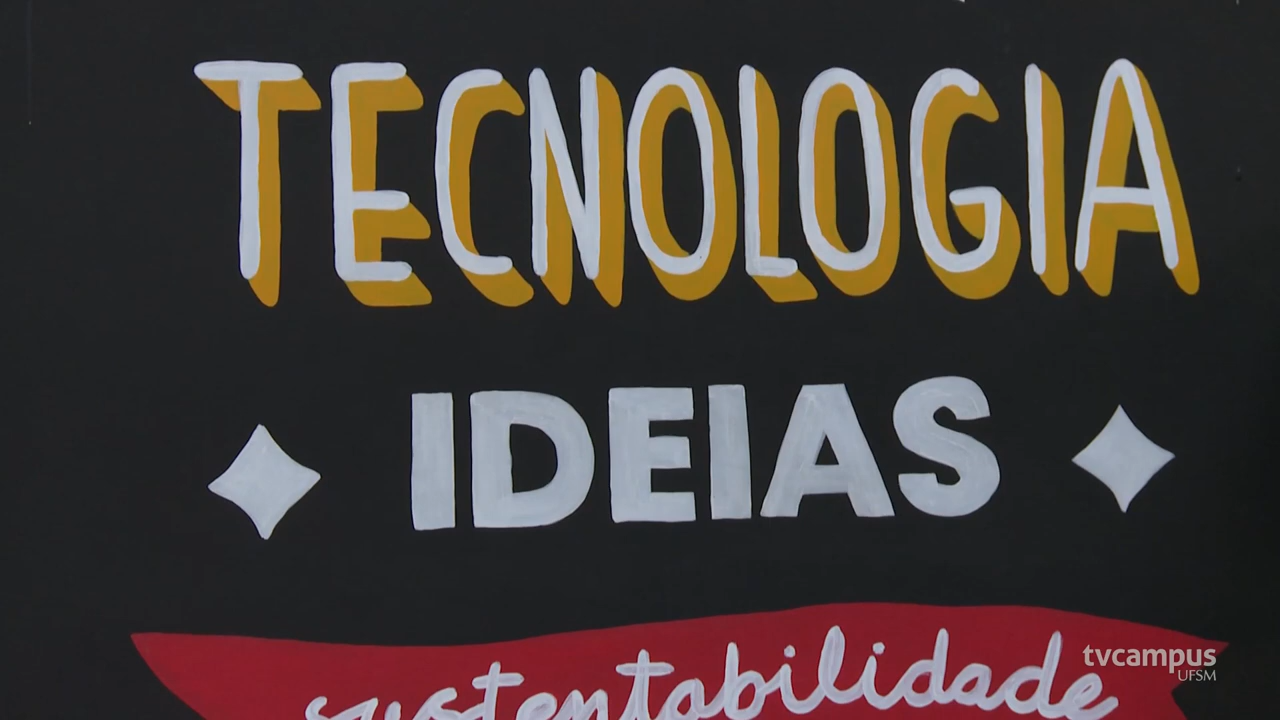 TECNOLOGIA
IDEIAS
sustentabilidade
tvcampus
UFSM